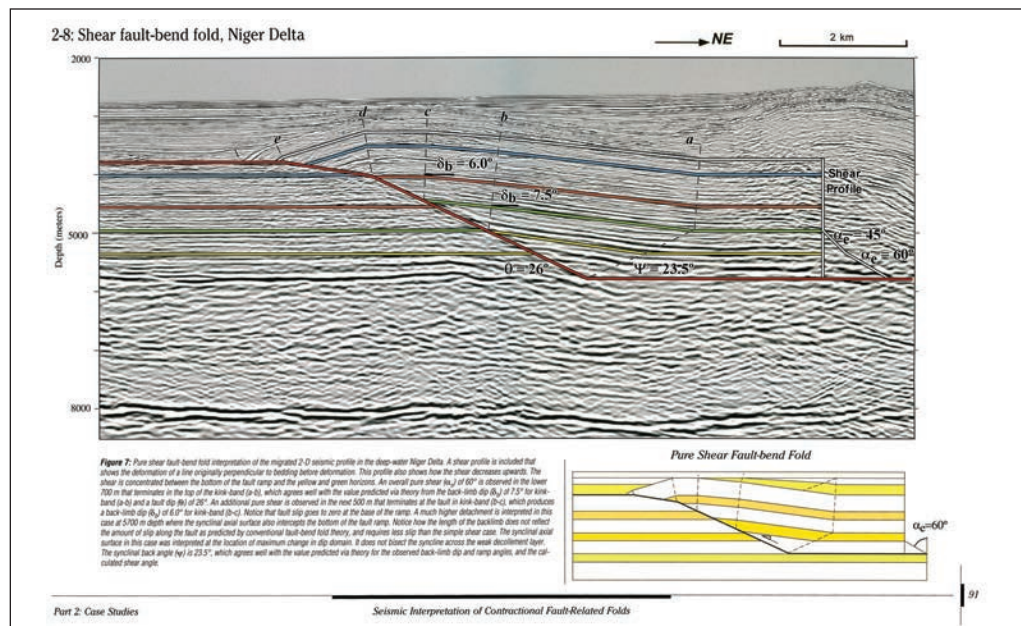 2-8: Shear fault-bend fold, Niger Delta
NE
2 km
2000
Depth (meters)
5000
8000
e
d
c
b
a
δb = 6.0°
δb = 7.5°
θ = 26°
Ψ = 23.5°
Shear
Profile
αe = 45°
αe = 60°
Figure 7: Pure shear fault-bend fold interpretation of the migrated 2-D seismic profile in the deep-water Niger Delta. A shear profile is included that
shows the deformation of a line originally perpendicular to bedding before deformation. This profile also shows how the shear decreases upwards. The
shear is concentrated between the bottom of the fault ramp and the yellow and green horizons. An overall pure shear (αe) of 60° is observed in the lower
700 m that terminates in the top of the kink-band (a-b), which agrees well with the value predicted via theory from the back-limb dip (δb) of 7.5° for kink-
band (a-b) and a fault dip (θ) of 26°. An additional pure shear is observed in the next 500 m that terminates at the fault in kink-band (b-c), which produces
a back-limb dip (δb) of 6.0° for kink-band (b-c). Notice that fault slip goes to zero at the base of the ramp. A much higher detachment is interpreted in this
case at 5700 m depth where the synclinal axial surface also intercepts the bottom of the fault ramp. Notice how the length of the backlimb does not reflect
the amount of slip along the fault as predicted by conventional fault-bend fold theory, and requires less slip than the simple shear case. The synclinal axial
surface in this case was interpreted at the location of maximum change in dip domain. It does not bisect the syncline across the weak decollement layer.
The synclinal back angle (ψ) is 23.5°, which agrees well with the value predicted via theory for the observed back-limb dip and ramp angles, and the cal-
culated shear angle.
Pure Shear Fault-bend Fold
αe=60°
Part 2: Case Studies
Seismic Interpretation of Contractional Fault-Related Folds
91